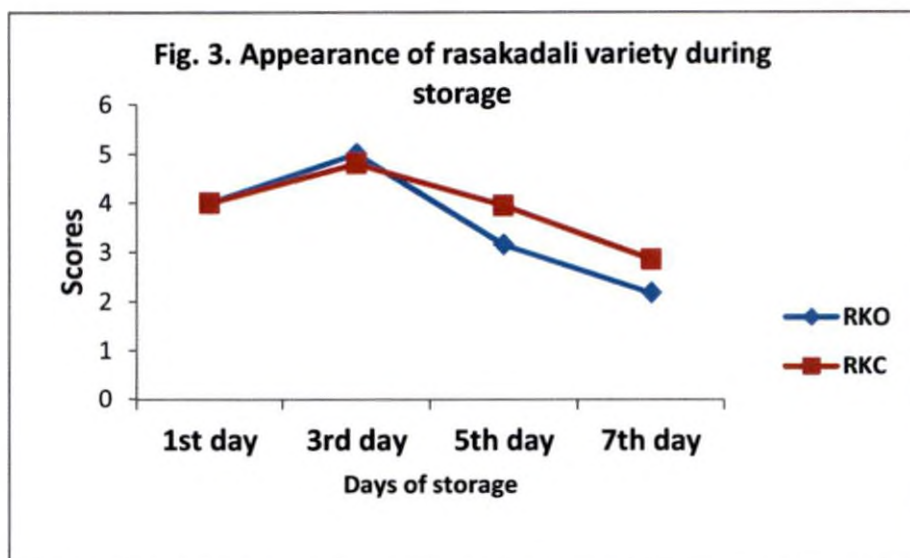 Fig. 3. Appearance of rasakadali variety during
storage
6
5
4
3
2
1
0
Scores
1st day 3rd day 5th day 7th day
Days of storage
RKO
RKC